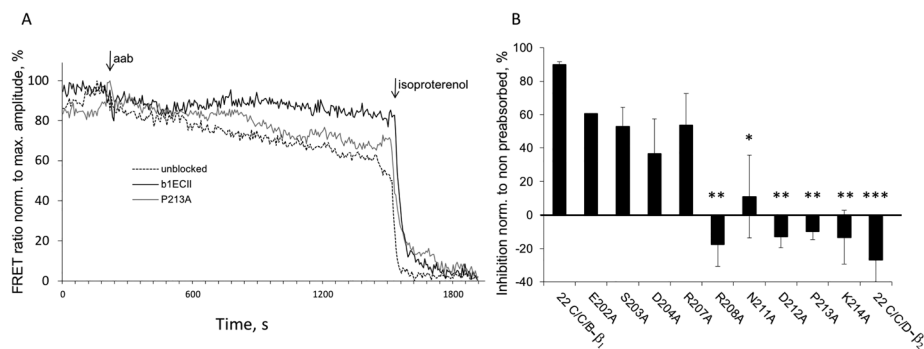 A
FRET ratio norm. to max. amplitude, %
100
80
60
40
20
0
aab
isoproterenol
unblocked
b1ECII
P213A
0
600
1200
1800
Time, s
B
Inhibition norm. to non preabsorbed, %
100
80
60
40
20
0
-20
-40
** * ** ** ** ***
22 C/C/B-β1
E202A
S203A
D204A
R207A
R208A
N211A
D212A
P213A
K214A
22 C/C/D-β2